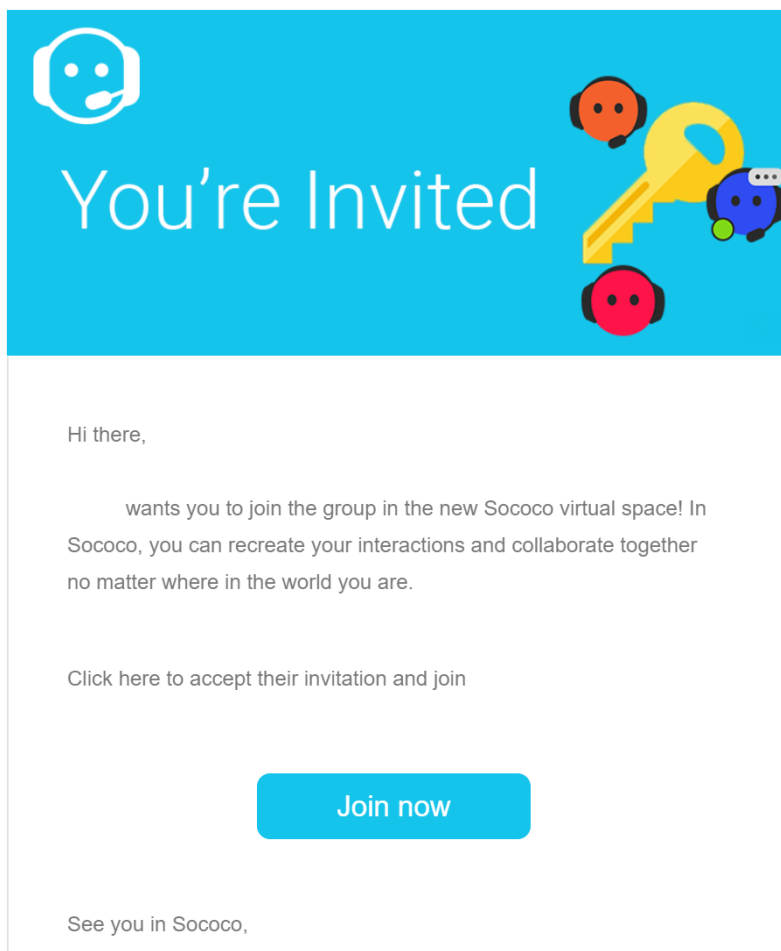 You're Invited
Hi there,
wants you to join the group in the new Sococo virtual space! In
Sococo, you can recreate your interactions and collaborate together
no matter where in the world you are.
Click here to accept their invitation and join
Join now
See you in Sococo,